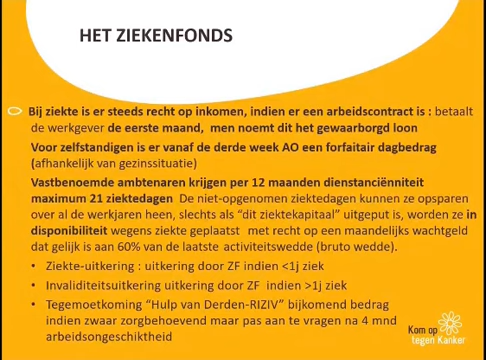 HET ZIEKENFONDS
Bij ziekte is er steeds recht op inkomen, indien er een arbeidscontract is : betaalt
de werkgever de eerste maand, men noemt dit het gewaarborgd loon
Voor zelfstandigen is er vanaf de derde week AO een forfaitair dagbedrag
(afhankelijk van gezinssituatie)
Vastbenoemde ambtenaren krijgen per 12 maanden dienstanciënniteit
maximum 21 ziektedagen De niet-opgenomen ziektedagen kunnen ze opsparen
over al de werkjaren heen, slechts als "dit ziektekapitaal" uitgeput is, worden ze in
disponibiliteit wegens ziekte geplaatst met recht op een maandelijks wachtgeld
dat gelijk is aan 60% van de laatste activiteitswedde (bruto wedde).
• Ziekte-uitkering : uitkering door ZF indien <1j ziek
• Invaliditeitsuitkering uitkering door ZF indien >1j ziek
• Tegemoetkoming "Hulp van Derden-RIZIV" bijkomend bedrag
indien zwaar zorgbehoevend maar pas aan te vragen na 4 mnd
arbeidsongeschiktheid
Kom op
tegen Kanker